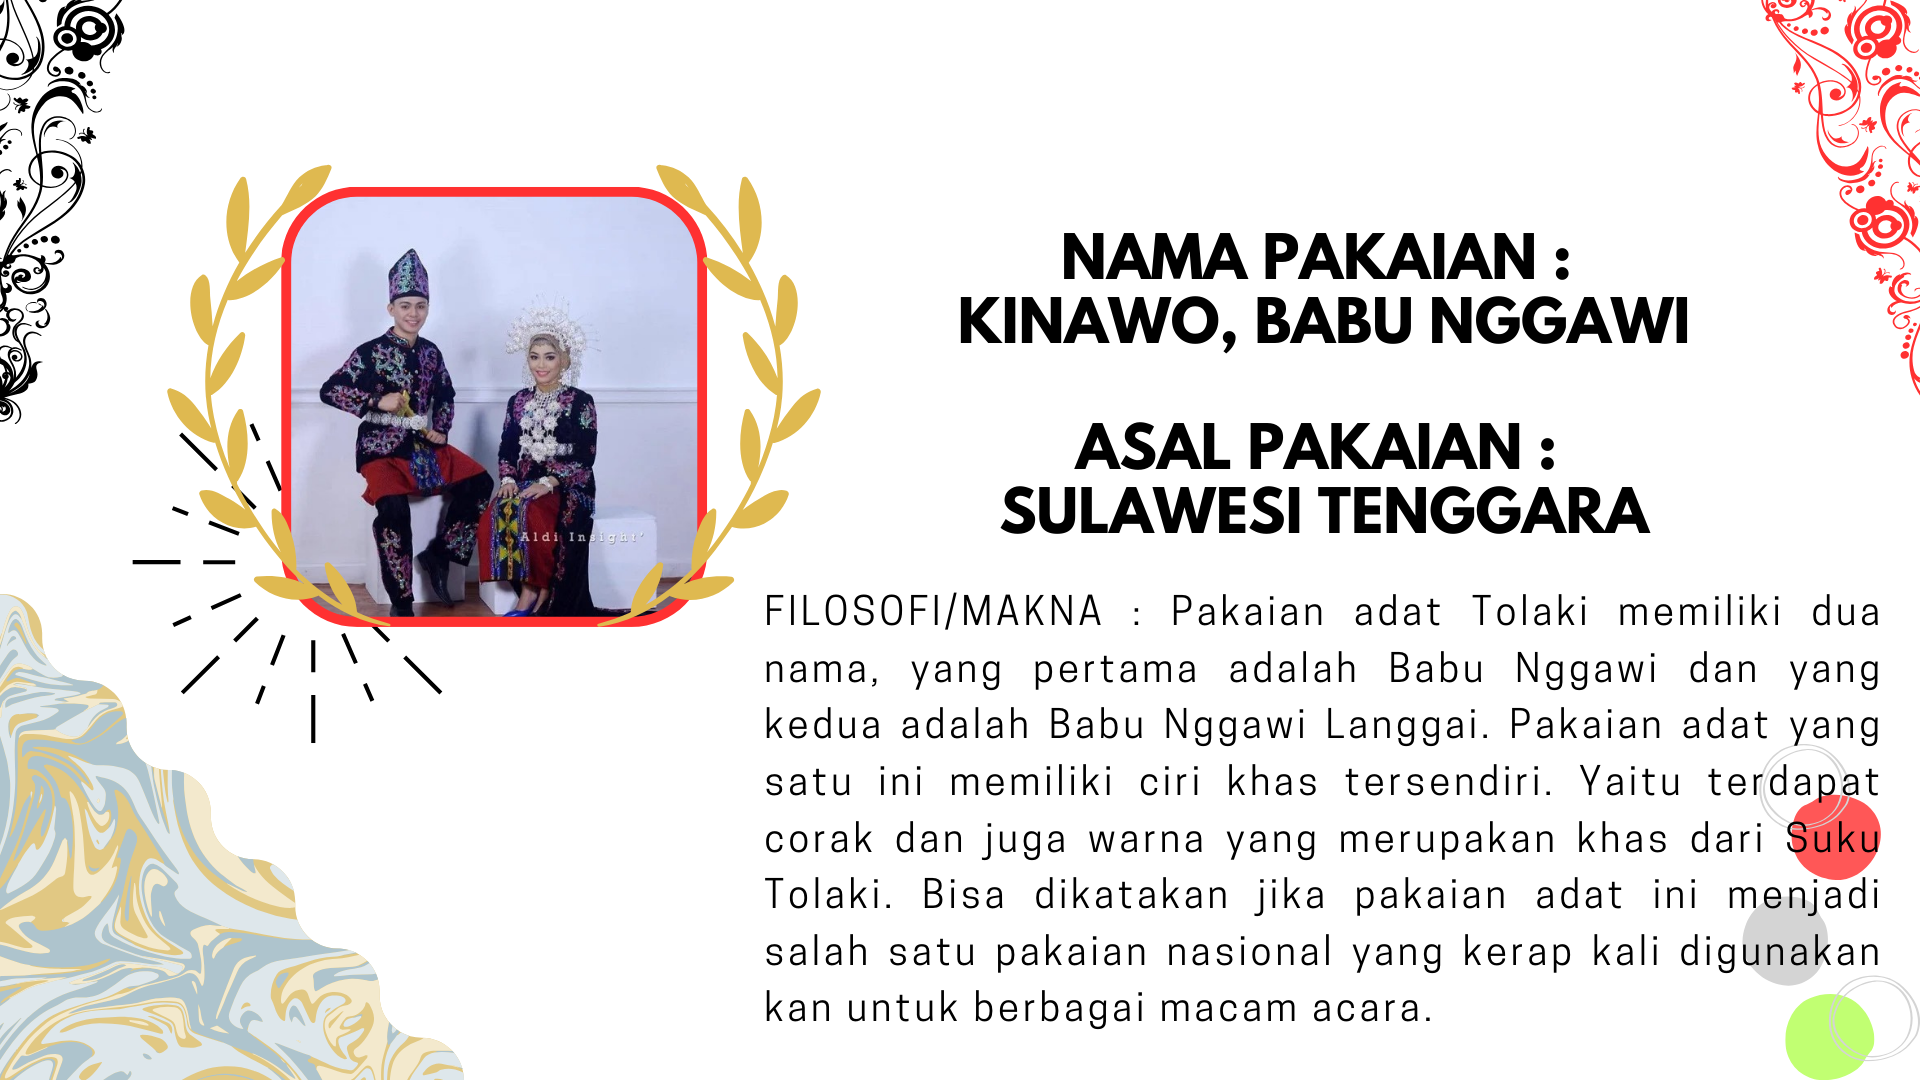 NAMA PAKAIAN :
KINAWO, BABU NGGAWI
ASAL PAKAIAN :
SULAWESI TENGGARA
Aldi Insight'
FILOSOFI/MAKNA : Pakaian adat Tolaki memiliki dua
nama, yang pertama adalah Babu Nggawi dan yang
kedua adalah Babu Nggawi Langgai. Pakaian adat yang
satu ini memiliki ciri khas tersendiri. Yaitu terdapat
corak dan juga warna yang merupakan khas dari Suku
Tolaki. Bisa dikatakan jika pakaian adat ini menjadi
salah satu pakaian nasional yang kerap kali digunakan
kan untuk berbagai macam acara.